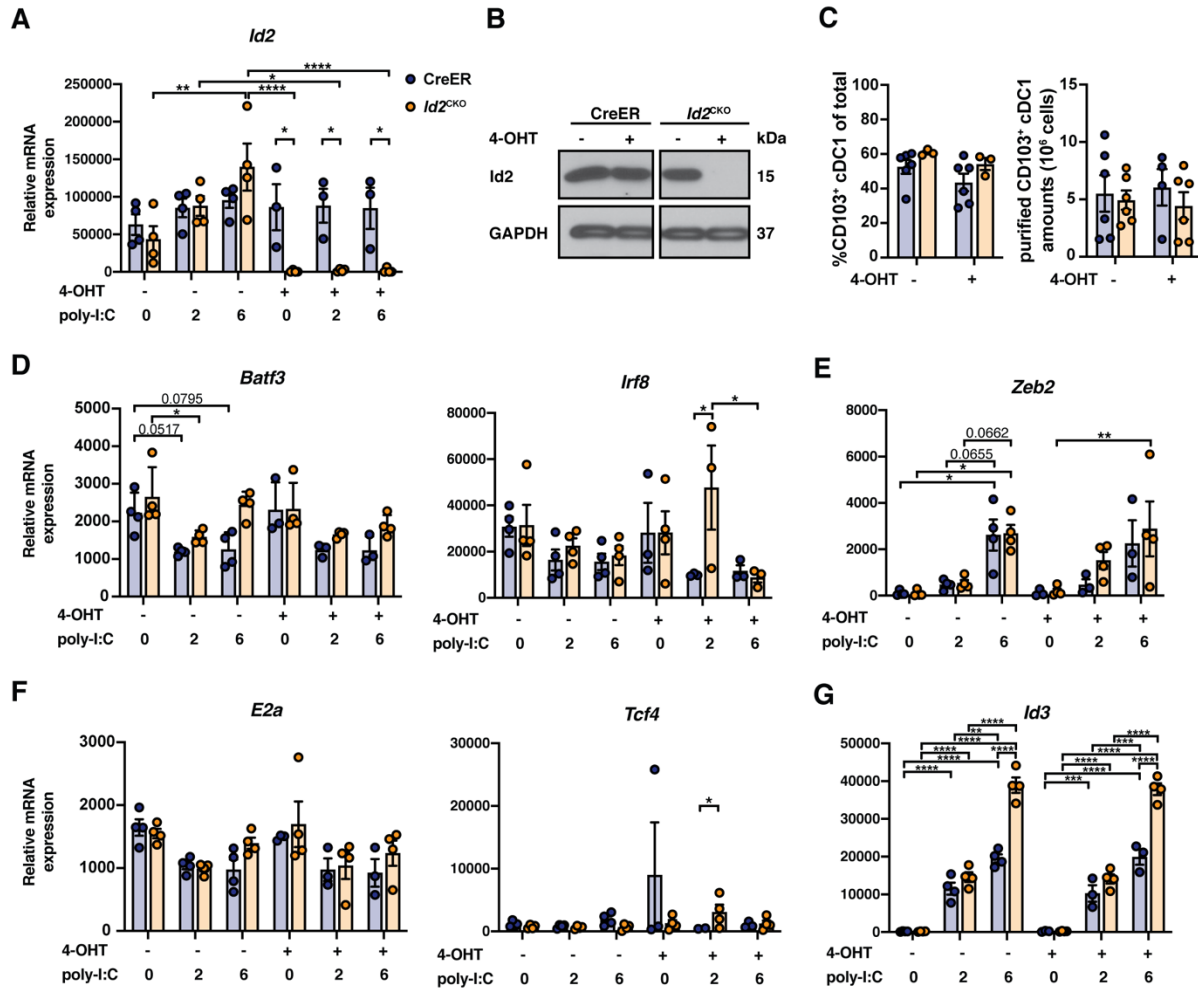 A
Id2
Relative mRNA
expression
250000
200000
150000
100000
50000
0
**
****
*
****
*
*
*
CreER
Id2CKO
4-OHT - - - + + +
poly-I:C 0 2 6 0 2 6
B
CreER Id2CKO
4-OHT - + - + kDa
Id2 15
GAPDH 37
C
%CD103+ cDC1 of total
100
80
60
40
20
0
4-OHT - +
purified CD103+ cDC1
amounts (10⁶ cells)
15
10
5
0
4-OHT - +
D
Batf3
Relative mRNA
expression
5000
4000
3000
2000
1000
0
0.0795
*
0.0517
4-OHT - - - + + +
poly-I:C 0 2 6 0 2 6
Irf8
80000
60000
40000
20000
0
*
*
4-OHT - - - + + +
poly-I:C 0 2 6 0 2 6
E
Zeb2
8000
6000
4000
2000
0
0.0662
0.0655
*
*
**
4-OHT - - - + + +
poly-I:C 0 2 6 0 2 6
F
E2a
Relative mRNA
expression
3000
2000
1000
0
4-OHT - - - + + +
poly-I:C 0 2 6 0 2 6
Tcf4
30000
20000
10000
0
*
4-OHT - - - + + +
poly-I:C 0 2 6 0 2 6
G
Id3
50000
40000
30000
20000
10000
0
****
**
****
****
****
****
****
****
***
****
****
****
***
****
4-OHT - - - + + +
poly-I:C 0 2 6 0 2 6